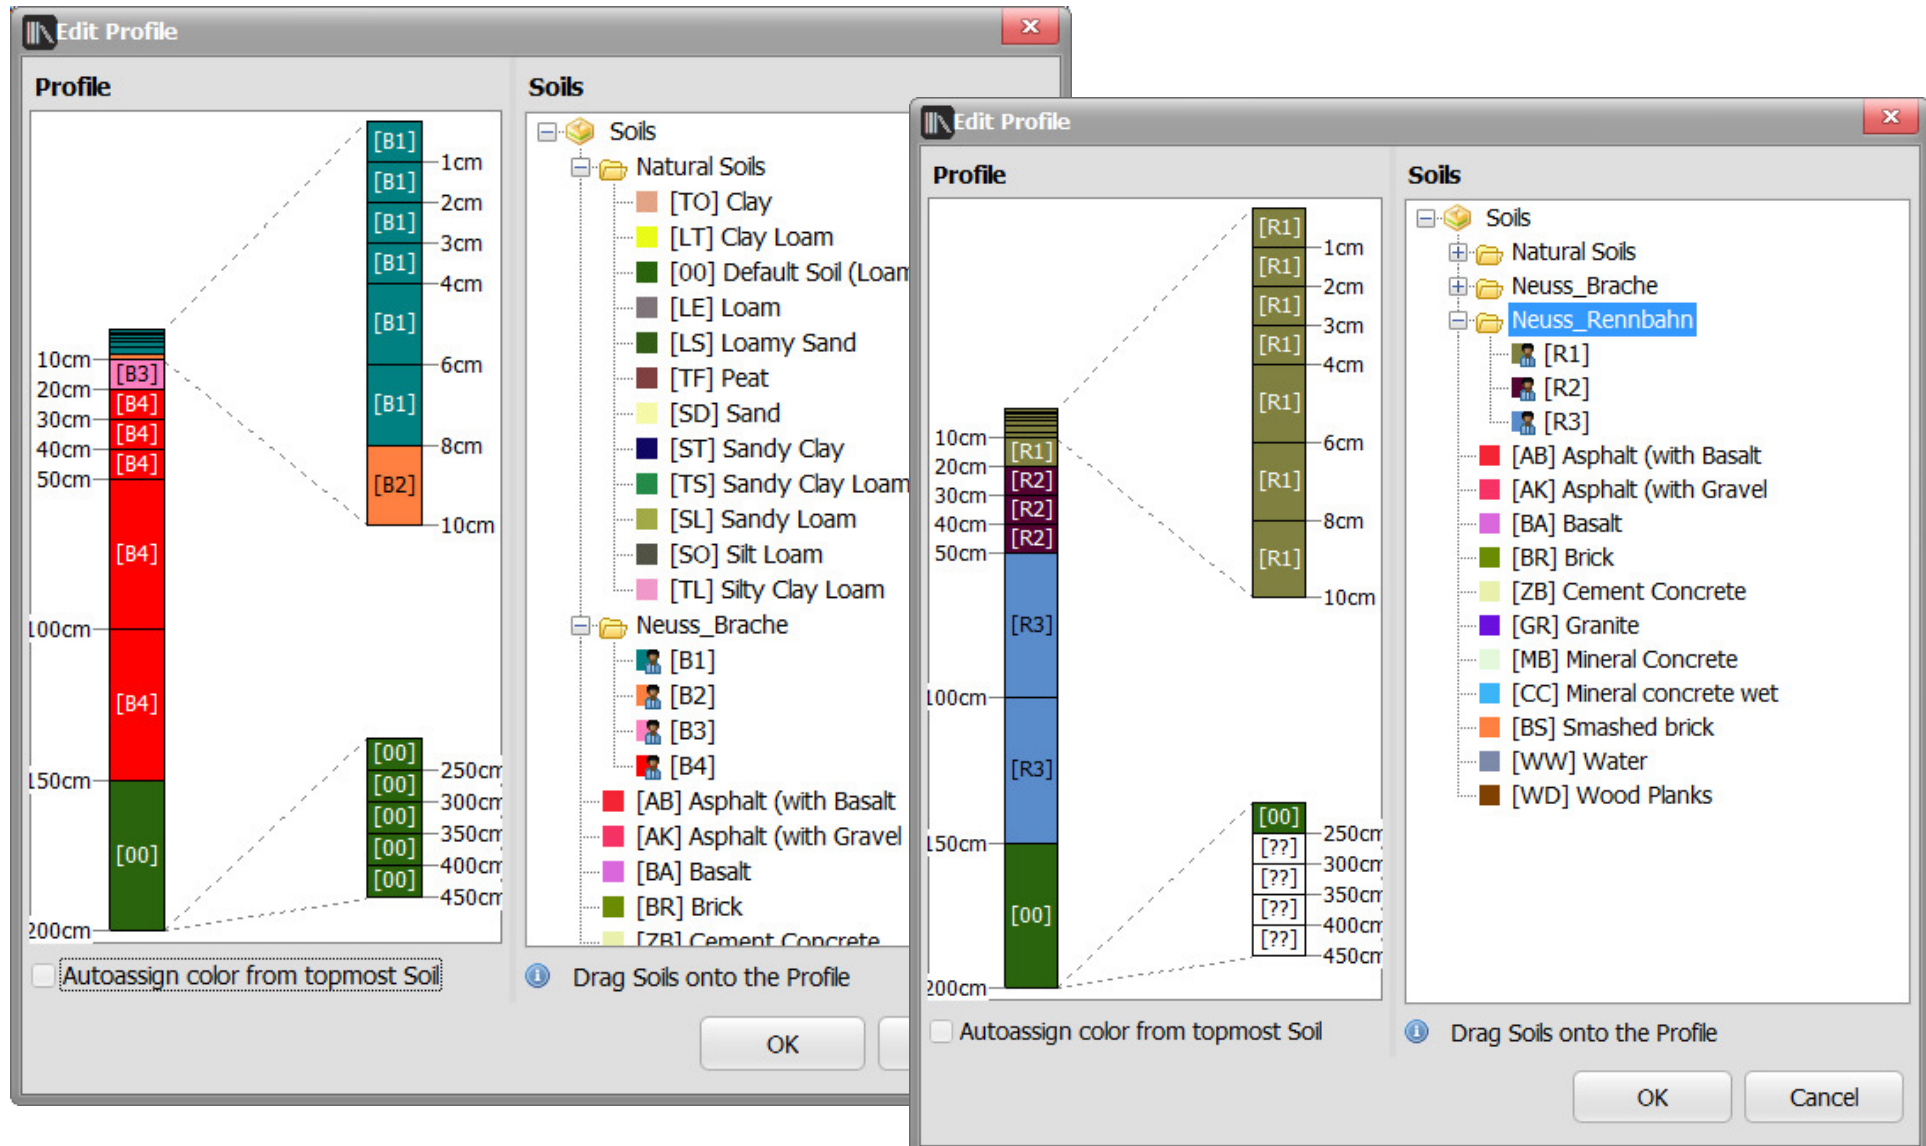 Edit Profile
Profile
[B1]
1cm
[B1]
2cm
[B1]
3cm
[B1]
4cm
[B1]
6cm
[B1]
8cm
[B2]
10cm
10cm
[B3]
20cm
[B4]
30cm
[B4]
40cm
[B4]
50cm
[B4]
100cm
[B4]
150cm
[00]
200cm
[00]
250cm
[00]
300cm
[00]
350cm
[00]
400cm
[00]
450cm
Autoassign color from topmost Soil
Soils
Soils
Natural Soils
[TO] Clay
[LT] Clay Loam
[00] Default Soil (Loam
[LE] Loam
[LS] Loamy Sand
[TF] Peat
[SD] Sand
[ST] Sandy Clay
[TS] Sandy Clay Loam
[SL] Sandy Loam
[SO] Silt Loam
[TL] Silty Clay Loam
Neuss_Brache
[B1]
[B2]
[B3]
[B4]
[AB] Asphalt (with Basalt
[AK] Asphalt (with Gravel
[BA] Basalt
[BR] Brick
[ZB] Cement Concrete
Drag Soils onto the Profile
OK
Edit Profile
Profile
[R1]
1cm
[R1]
2cm
[R1]
3cm
[R1]
4cm
[R1]
6cm
[R1]
8cm
[R1]
10cm
10cm
[R1]
20cm
[R2]
30cm
[R2]
40cm
[R2]
50cm
[R3]
100cm
[R3]
150cm
[00]
200cm
[00]
250cm
[??]
300cm
[??]
350cm
[??]
400cm
[??]
450cm
Autoassign color from topmost Soil
Soils
Soils
Natural Soils
Neuss_Brache
Neuss_Rennbahn
[R1]
[R2]
[R3]
[AB] Asphalt (with Basalt
[AK] Asphalt (with Gravel
[BA] Basalt
[BR] Brick
[ZB] Cement Concrete
[GR] Granite
[MB] Mineral Concrete
[CC] Mineral concrete wet
[BS] Smashed brick
[WW] Water
[WD] Wood Planks
Drag Soils onto the Profile
OK
Cancel